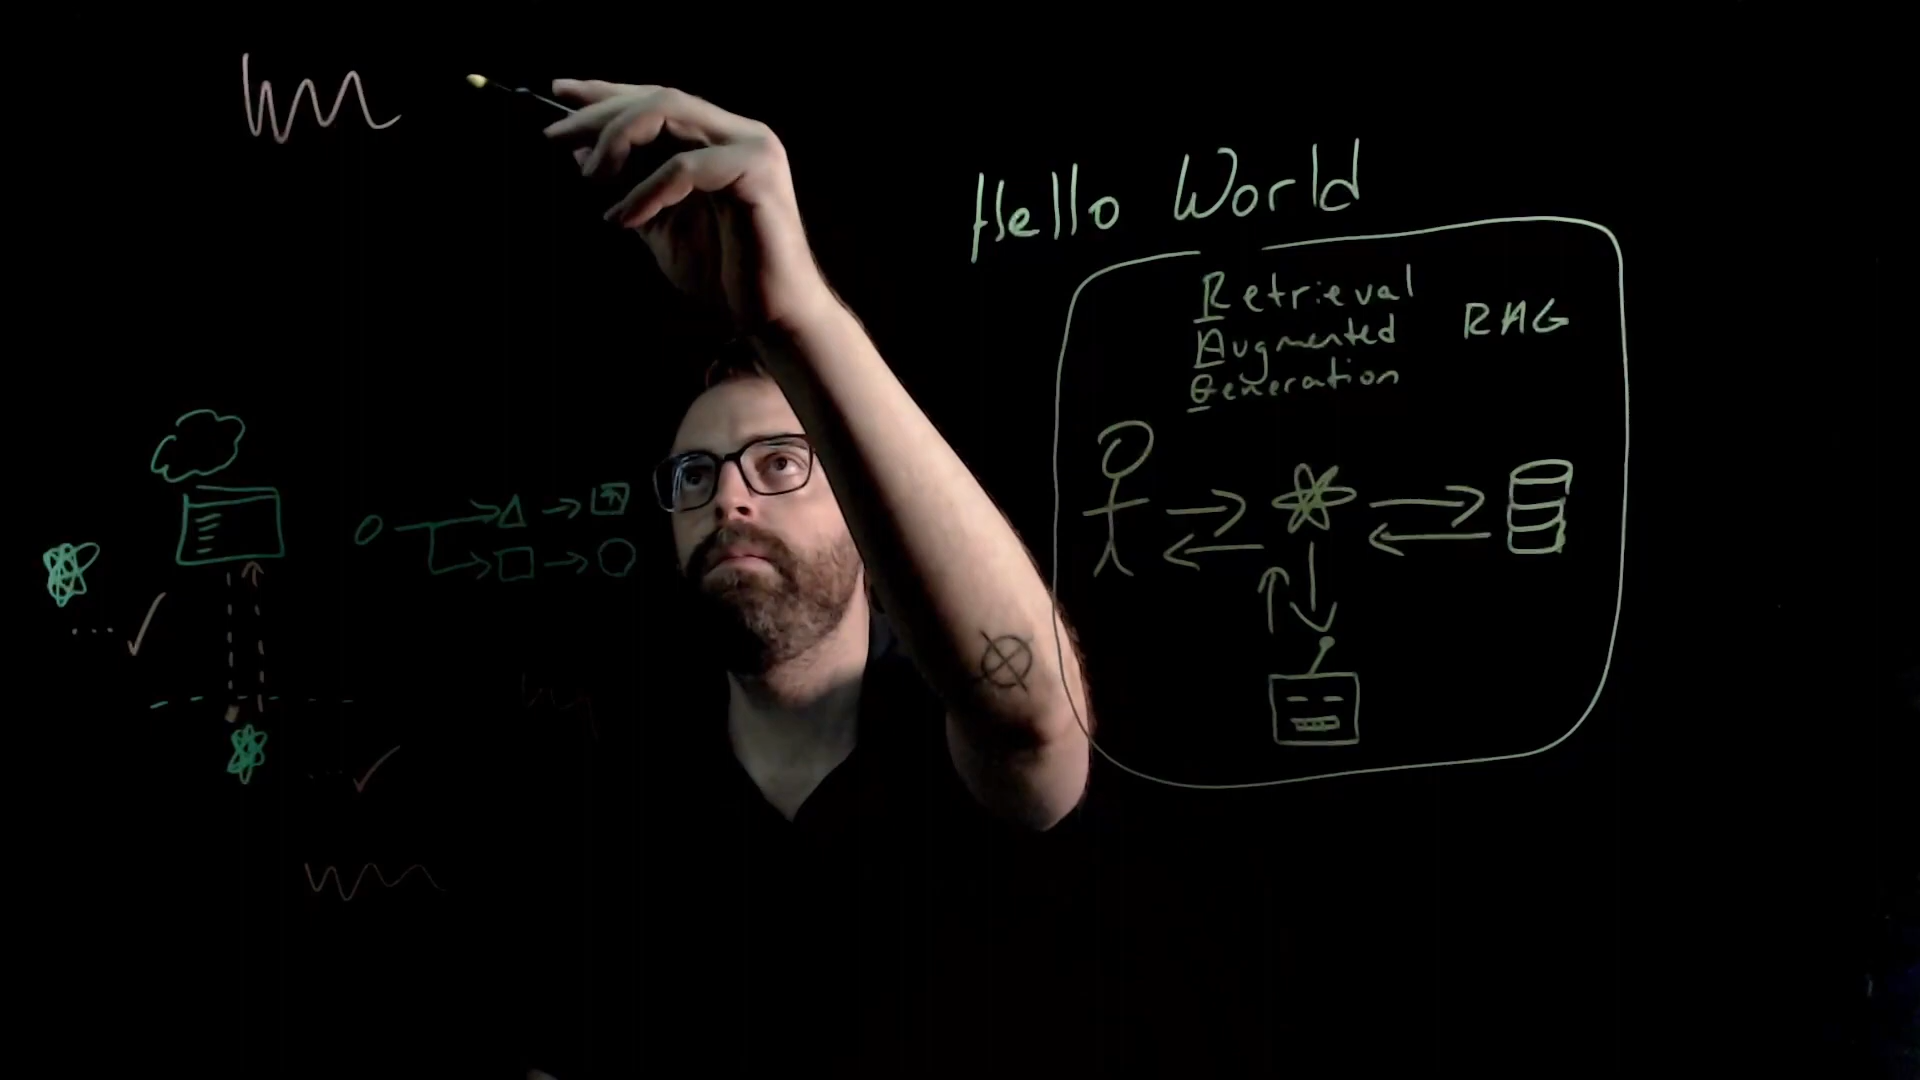 Hello World
Retrieval
Augmented
Generation
RAG